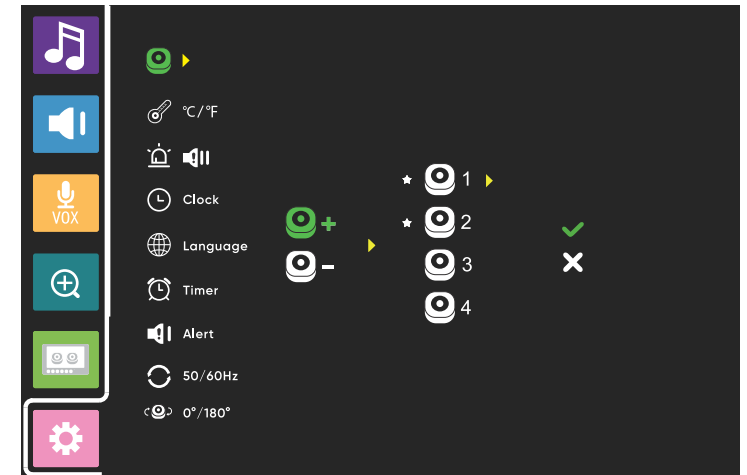 °C/°F
Clock
VOX
Language
Timer
Alert
50/60Hz
0°/180°
+
-
1
2
3
4